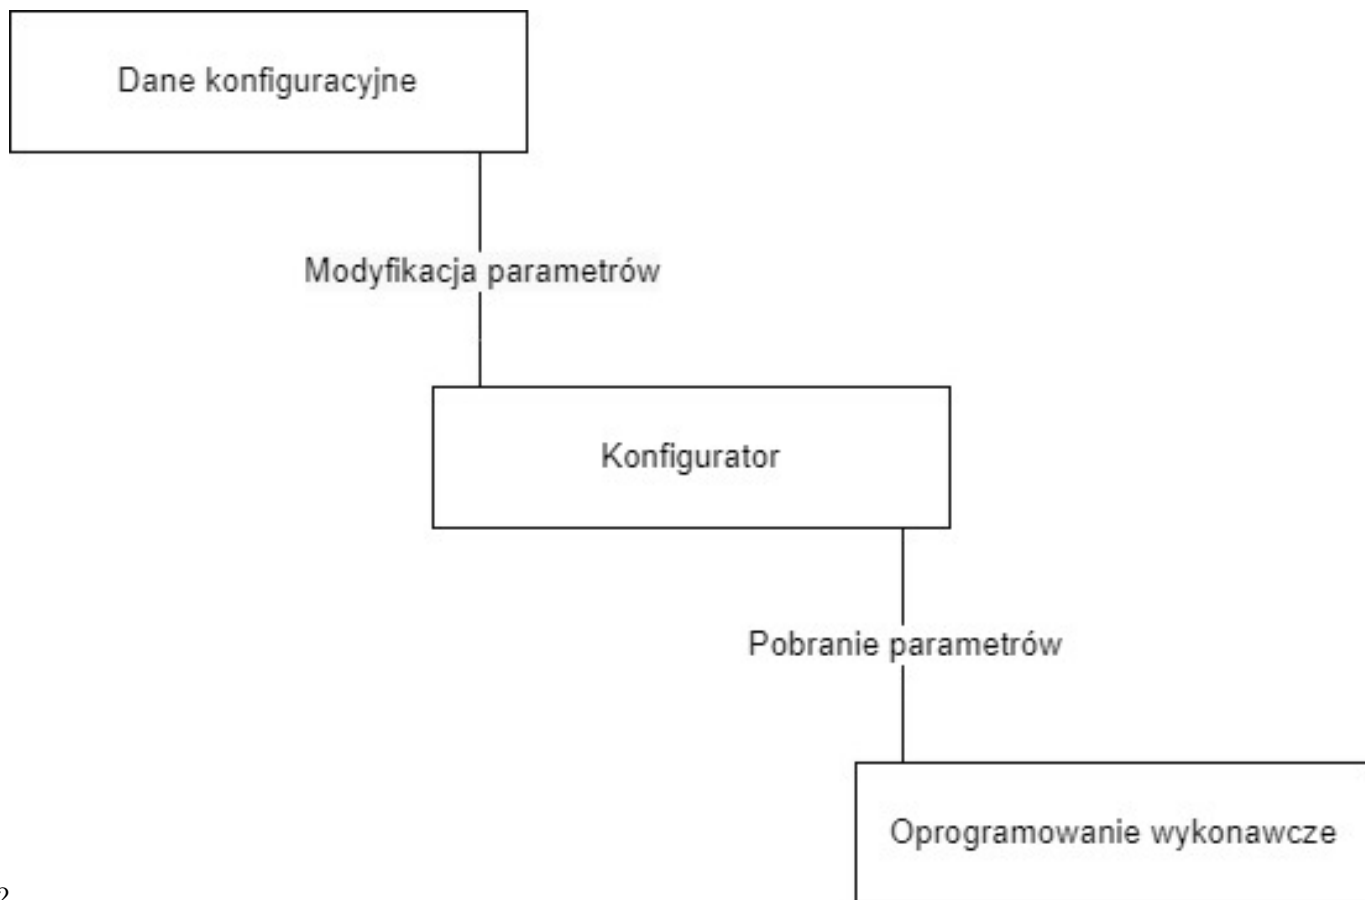 Dane konfiguracyjne
Modyfikacja parametrów
Konfigurator
Pobranie parametrów
Oprogramowanie wykonawcze